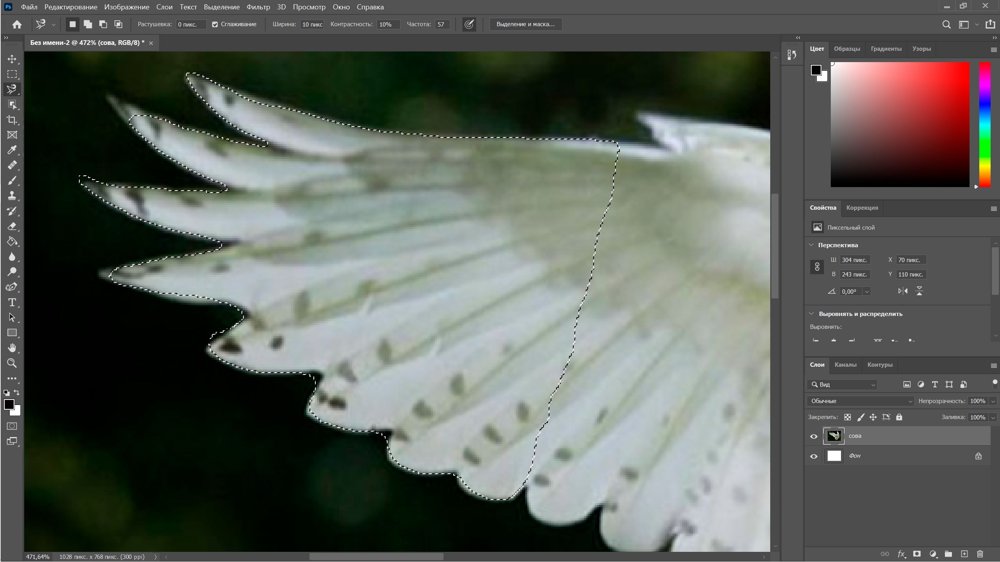 Ps Файл Редактирование Изображение Слои Текст Выделение Фильтр 3D Просмотр Окно Справка
Растушевка: 0 пикс. Сглаживание Ширина: 10 пикс Контрастность: 10% Частота: 57 Выделение и маска...
Без имени-2 @ 472% (сова, RGB/8) *
Цвет Образцы Градиенты Узоры
Свойства Коррекция
Пиксельный слой
Перспектива
Ш 304 пикс. X 70 пикс.
В 243 пикс. Y 110 пикс.
0,00°
Выровнять и распределить
Выровнять:
Слои Каналы Контуры
Вид
Обычные Непрозрачность: 100%
Закрепить: Заливка: 100%
сова
Фон
471,64% 1028 пикс. x 768 пикс. (300 ppi)
fx